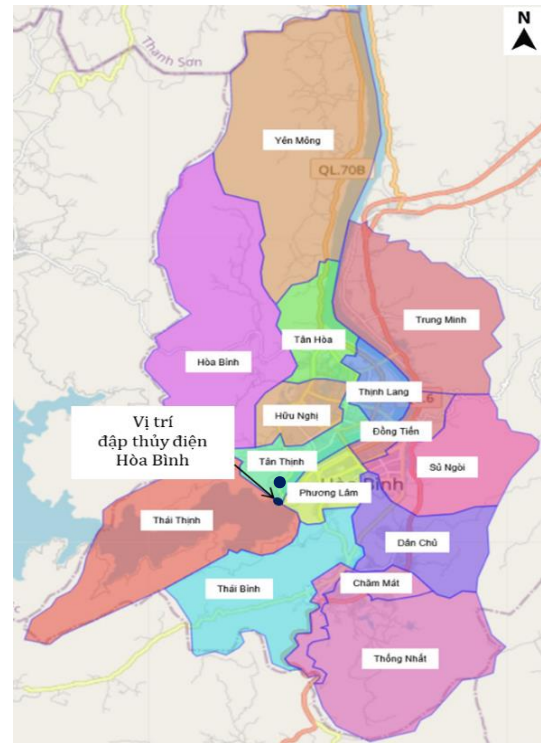 N
Thanh Sơn
Yên Mông
QL.70B
Trung Minh
Tân Hòa
Hòa Bình
Thịnh Lang
6
Hữu Nghị
Vị trí
đập thủy điện
Hòa Bình
Đồng Tiến
Tân Thịnh
Sủ Ngòi
Phương Lâm
Thái Thịnh
Dân Chủ
Chăm Mát
Thái Bình
Thống Nhất